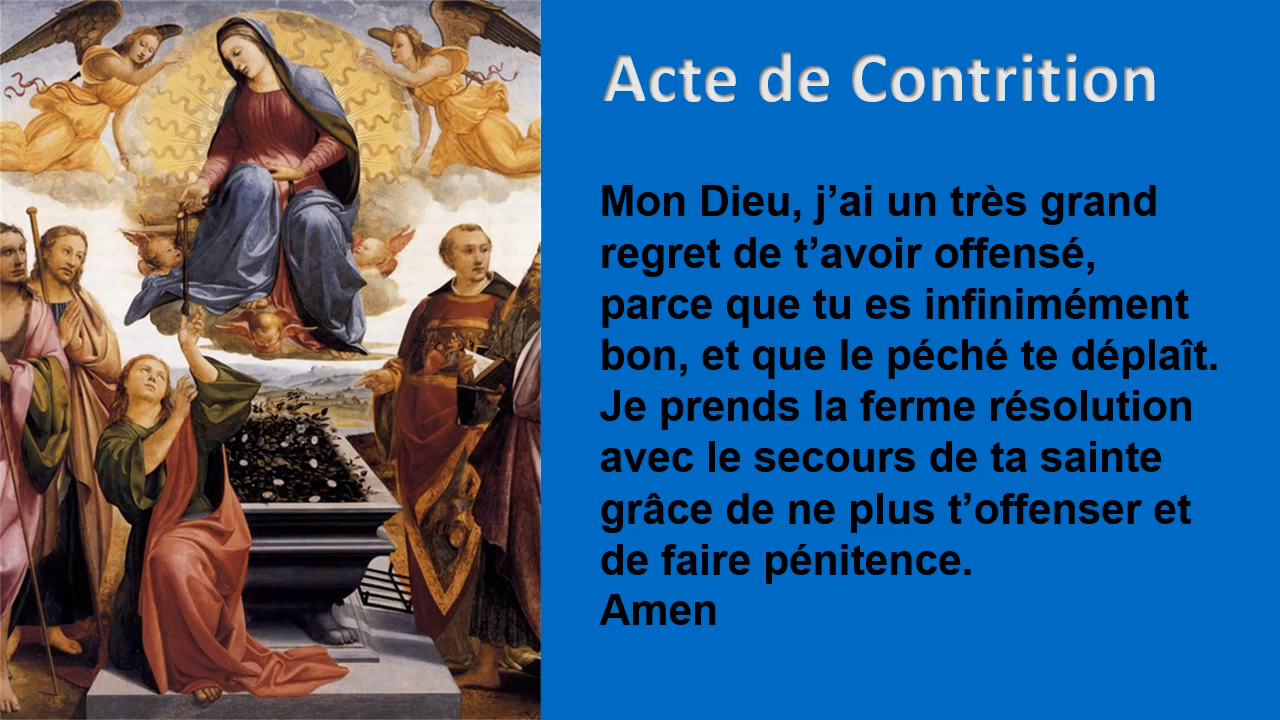 Acte de Contrition
Mon Dieu, j’ai un très grand
regret de t’avoir offensé,
parce que tu es infinimément
bon, et que le péché te déplaît.
Je prends la ferme résolution
avec le secours de ta sainte
grâce de ne plus t’offenser et
de faire pénitence.
Amen